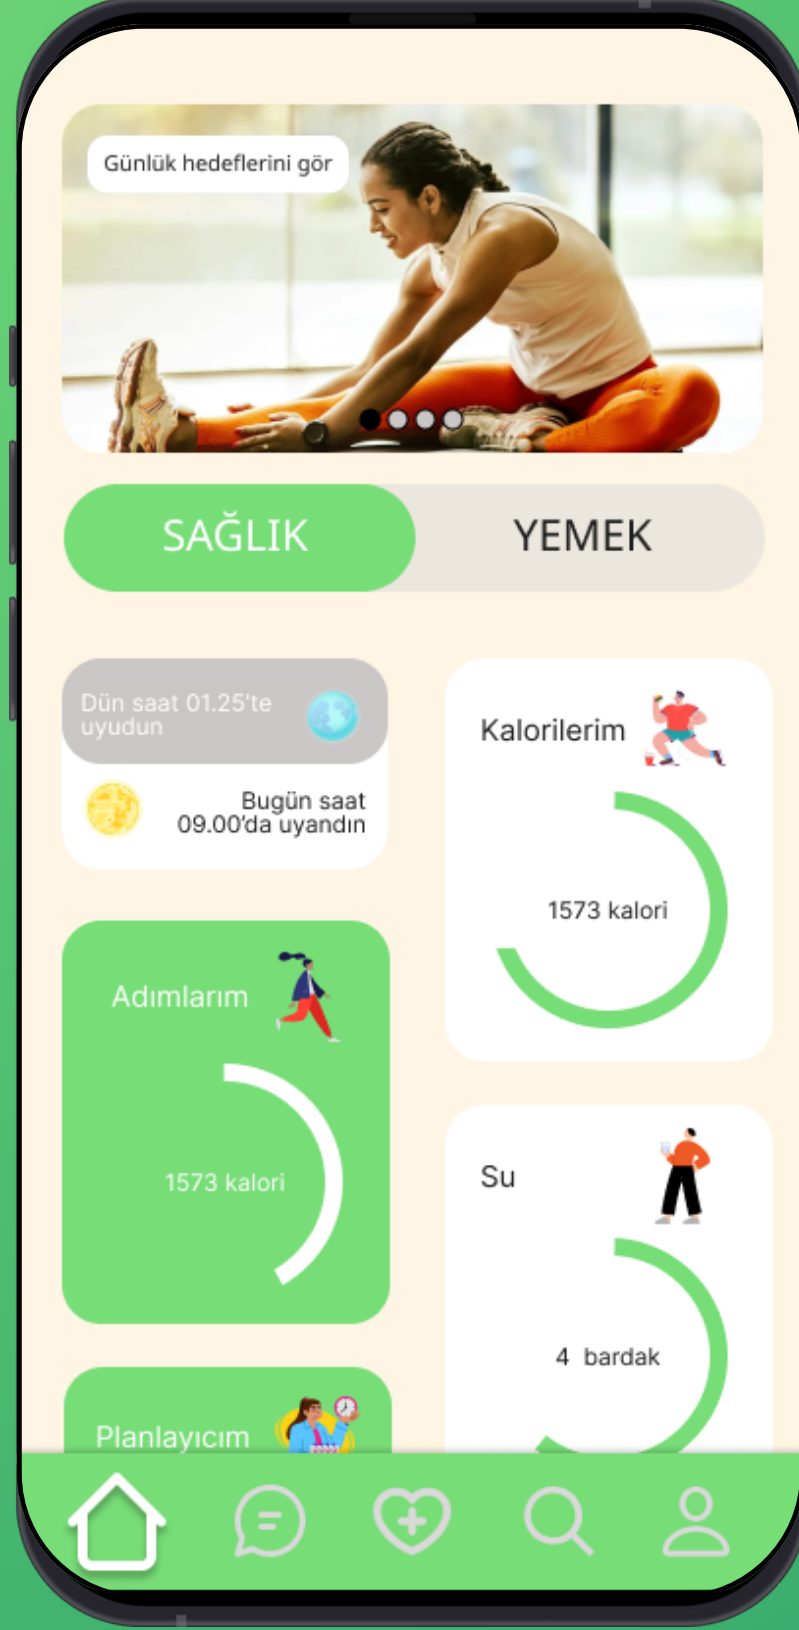 Günlük hedeflerini gör
SAĞLIK
YEMEK
Dün saat 01.25'te
uyudun
Bugün saat
09.00'da uyandın
Kalorilerim
1573 kalori
Adımlarım
1573 kalori
Su
4 bardak
Planlayıcım